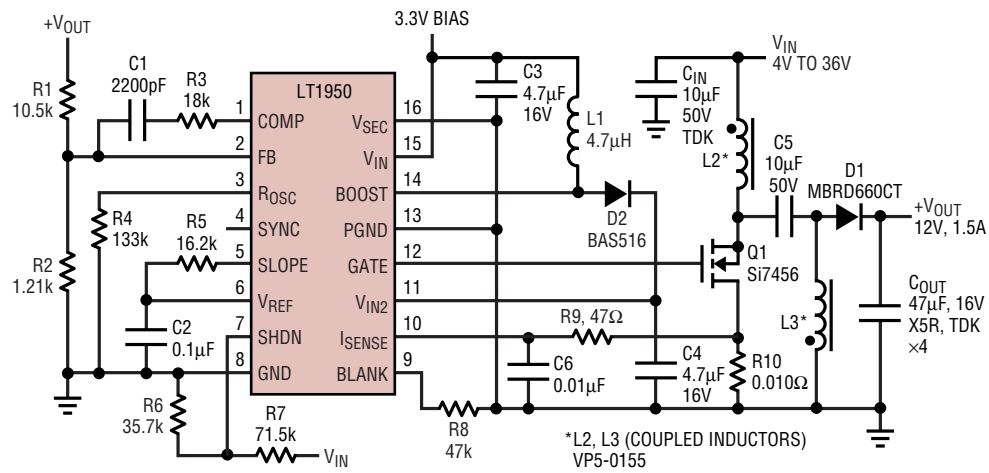 +VOUT
R1
10.5k
C1
2200pF
R3
18k
R4
133k
R5
16.2k
R2
1.21k
C2
0.1µF
R6
35.7k
R7
71.5k
VIN
LT1950
1
COMP
2
FB
3
ROSC
4
SYNC
5
SLOPE
6
VREF
7
SHDN
8
GND
16
VSEC
15
VIN
14
BOOST
13
PGND
12
GATE
11
VIN2
10
ISENSE
9
BLANK
3.3V BIAS
C3
4.7µF
16V
L1
4.7µH
D2
BAS516
R9, 47Ω
C6
0.01µF
R8
47k
C4
4.7µF
16V
VIN
4V TO 36V
CIN
10µF
50V
TDK
L2*
C5
10µF
50V
D1
MBRD660CT
+VOUT
12V, 1.5A
Q1
Si7456
L3*
COUT
47µF, 16V
X5R, TDK
×4
R10
0.010Ω
*L2, L3 (COUPLED INDUCTORS)
VP5-0155